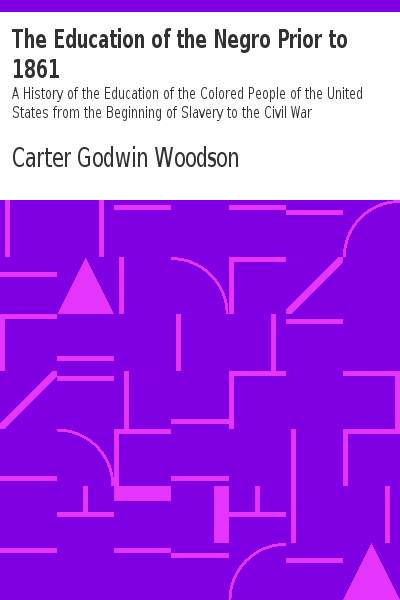 The Education of the Negro Prior to
1861
A History of the Education of the Colored People of the United
States from the Beginning of Slavery to the Civil War
Carter Godwin Woodson